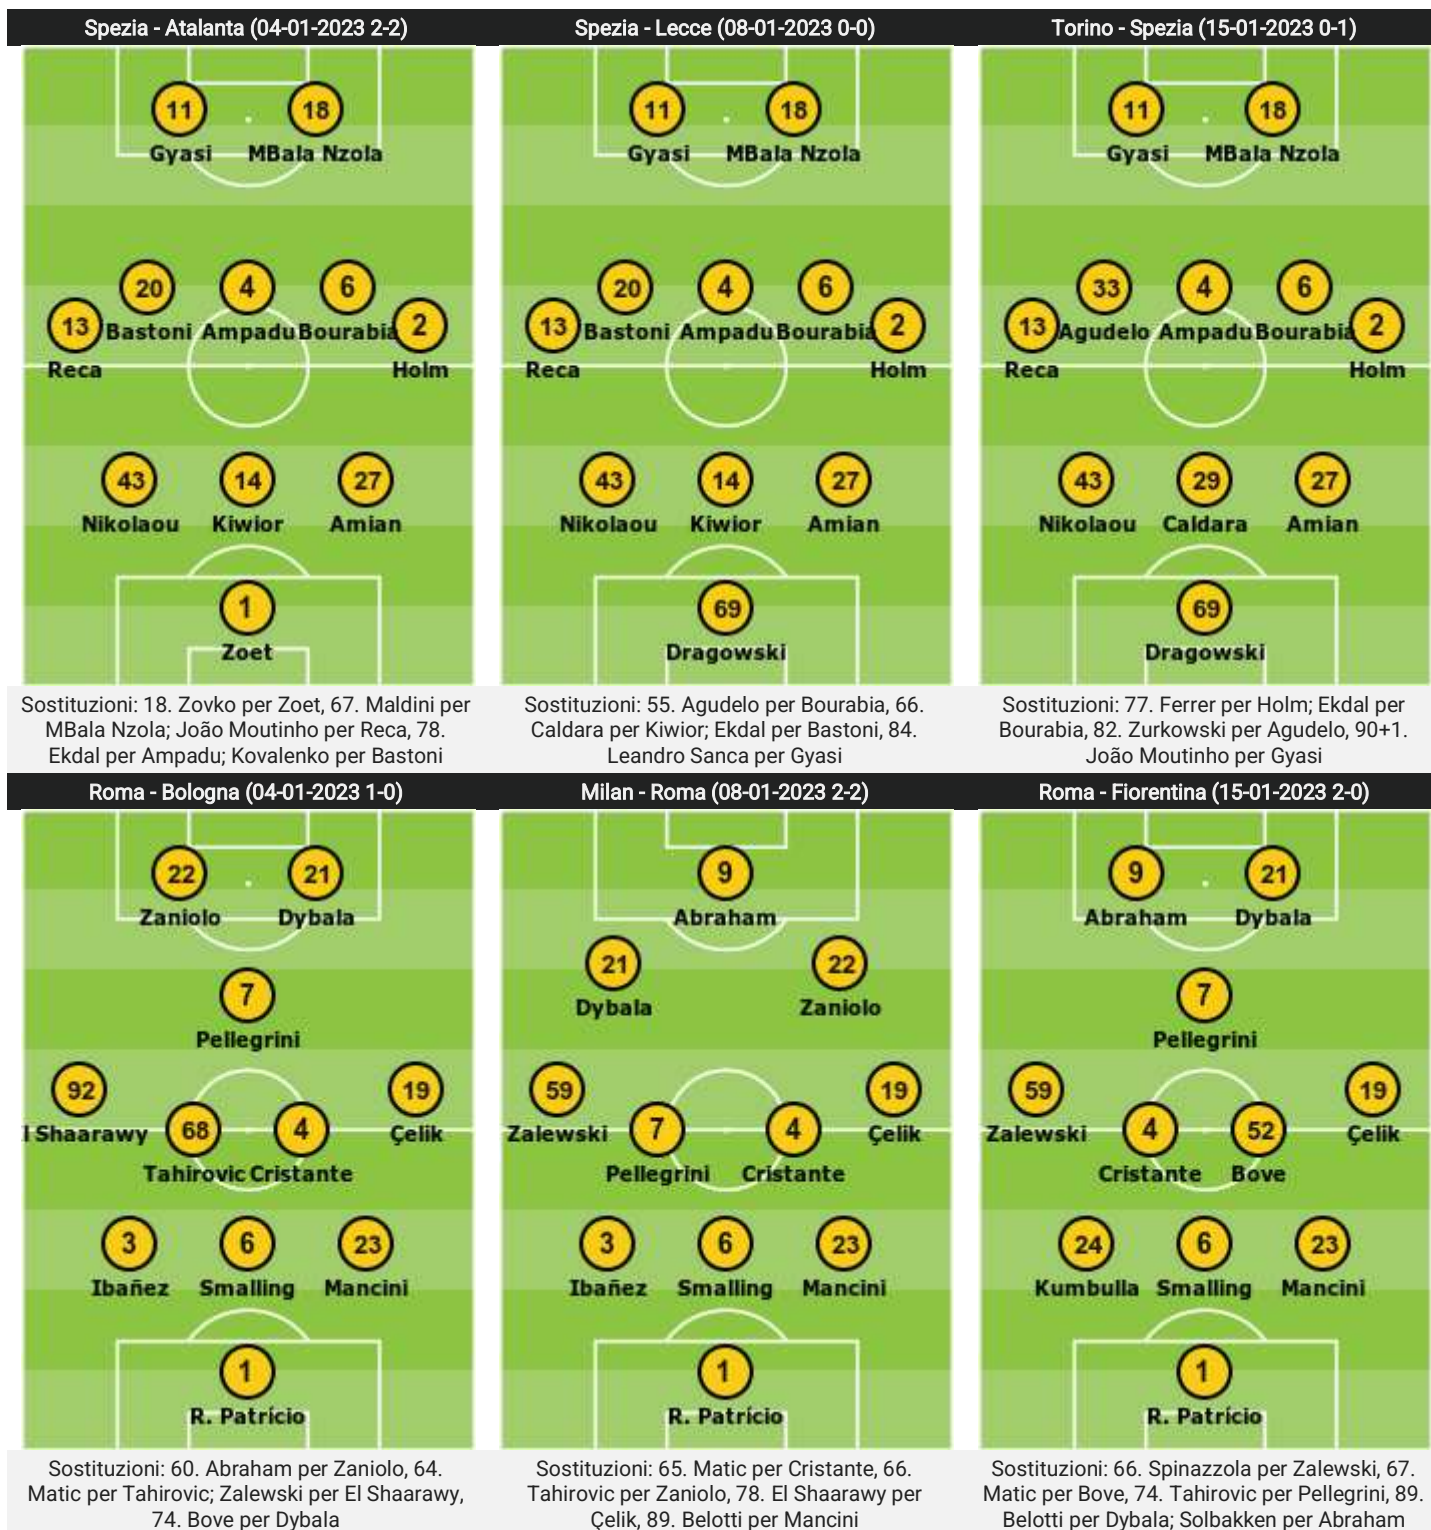 Spezia - Atalanta (04-01-2023 2-2)
11 18
Gyasi MBala Nzola
20 4 6
13 Bastoni Ampadu Bourabia 2
Reca Holm
43 14 27
Nikolaou Kiwior Amian
1
Zoet
Sostituzioni: 18. Zovko per Zoet, 67. Maldini per
MBala Nzola; João Moutinho per Reca, 78.
Ekdal per Ampadu; Kovalenko per Bastoni
Spezia - Lecce (08-01-2023 0-0)
11 18
Gyasi MBala Nzola
20 4 6
13 Bastoni Ampadu Bourabia 2
Reca Holm
43 14 27
Nikolaou Kiwior Amian
69
Dragowski
Sostituzioni: 55. Agudelo per Bourabia, 66.
Caldara per Kiwior; Ekdal per Bastoni, 84.
Leandro Sanca per Gyasi
Torino - Spezia (15-01-2023 0-1)
11 18
Gyasi MBala Nzola
33 4 6
13 Agudelo Ampadu Bourabia 2
Reca Holm
43 29 27
Nikolaou Caldara Amian
69
Dragowski
Sostituzioni: 77. Ferrer per Holm; Ekdal per
Bourabia, 82. Zurkowski per Agudelo, 90+1.
João Moutinho per Gyasi
Roma - Bologna (04-01-2023 1-0)
22 21
Zaniolo Dybala
7
Pellegrini
92 19
l Shaarawy 68 4 Çelik
Tahirovic Cristante
3 6 23
Ibañez Smalling Mancini
1
R. Patrício
Sostituzioni: 60. Abraham per Zaniolo, 64.
Matic per Tahirovic; Zalewski per El Shaarawy,
74. Bove per Dybala
Milan - Roma (08-01-2023 2-2)
9
Abraham
21 22
Dybala Zaniolo
59 19
Zalewski 7 4 Çelik
Pellegrini Cristante
3 6 23
Ibañez Smalling Mancini
1
R. Patrício
Sostituzioni: 65. Matic per Cristante, 66.
Tahirovic per Zaniolo, 78. El Shaarawy per
Çelik, 89. Belotti per Mancini
Roma - Fiorentina (15-01-2023 2-0)
9 21
Abraham Dybala
7
Pellegrini
59 19
Zalewski 4 52 Çelik
Cristante Bove
24 6 23
Kumbulla Smalling Mancini
1
R. Patrício
Sostituzioni: 66. Spinazzola per Zalewski, 67.
Matic per Bove, 74. Tahirovic per Pellegrini, 89.
Belotti per Dybala; Solbakken per Abraham